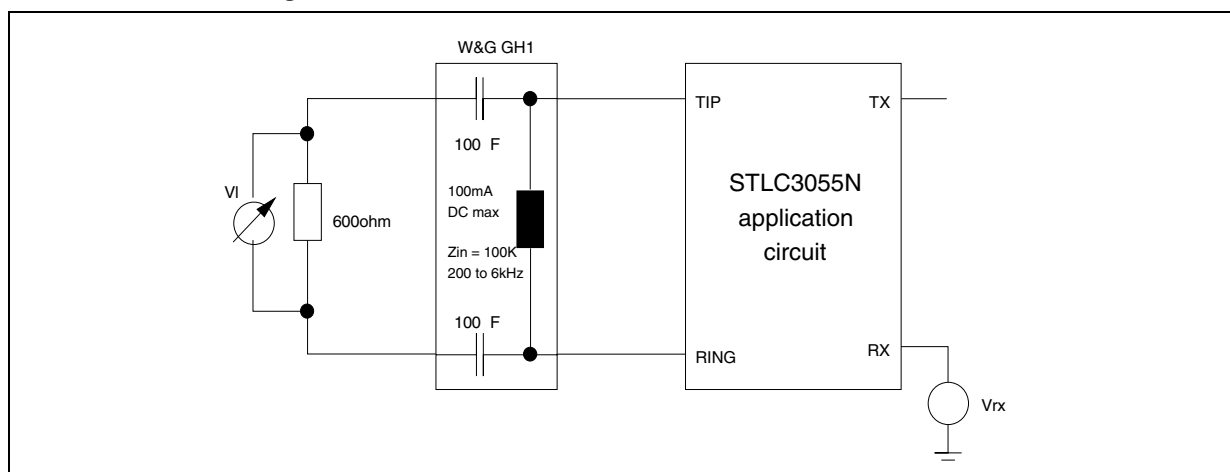 W&G GH1
TIP
TX
100 F
STLC3055N
application
circuit
Vl
600ohm
100mA
DC max
Zin = 100K
200 to 6kHz
100 F
RING
RX
Vrx